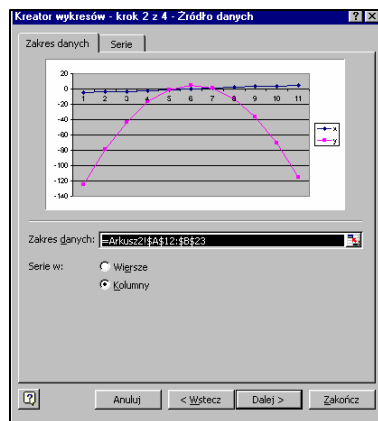 Kreator wykresów - krok 2 z 4 - Źródło danych
Zakres danych
Serie
20
0
-20
-40
-60
-80
-100
-120
-140
1 2 3 4 5 6 7 8 9 10 11
x
y
Zakres danych: =Arkusz2!$A$12:$B$23
Serie w:
Wiersze
Kolumny
Anuluj
< Wstecz
Dalej >
Zakończ